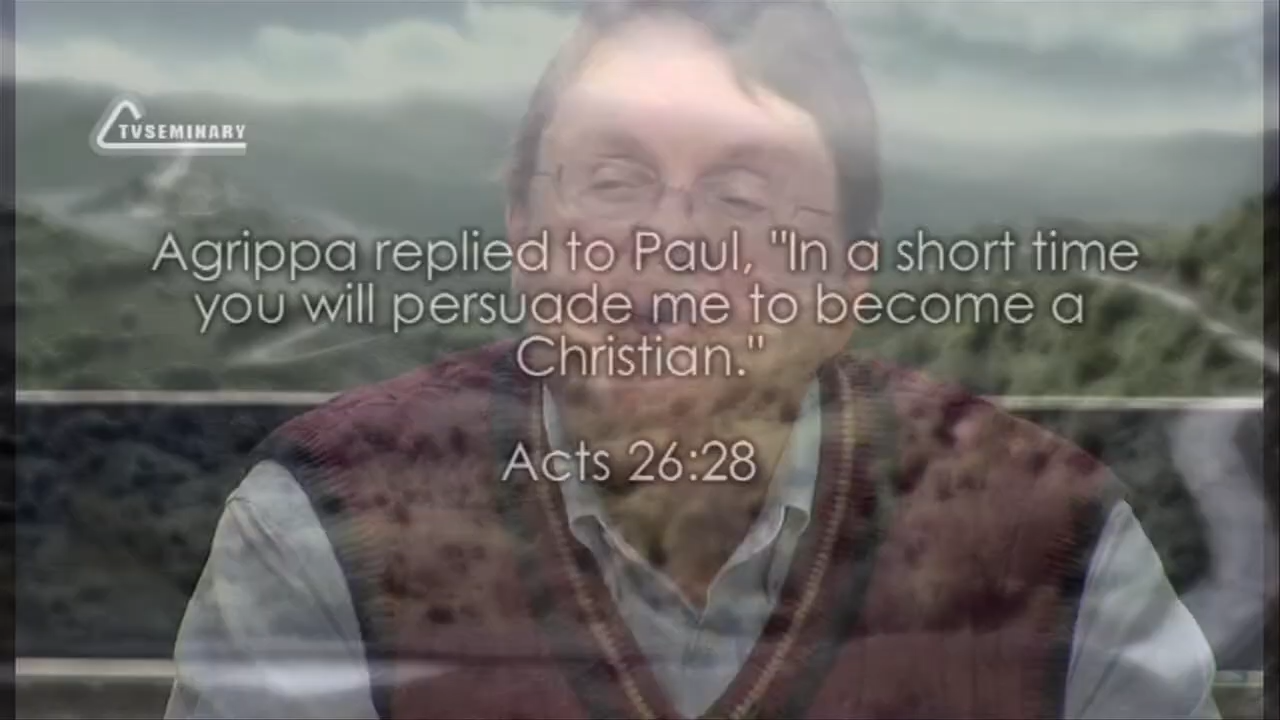 TVSEMINARY
Agrippa replied to Paul, "In a short time
you will persuade me to become a
Christian."
Acts 26:28